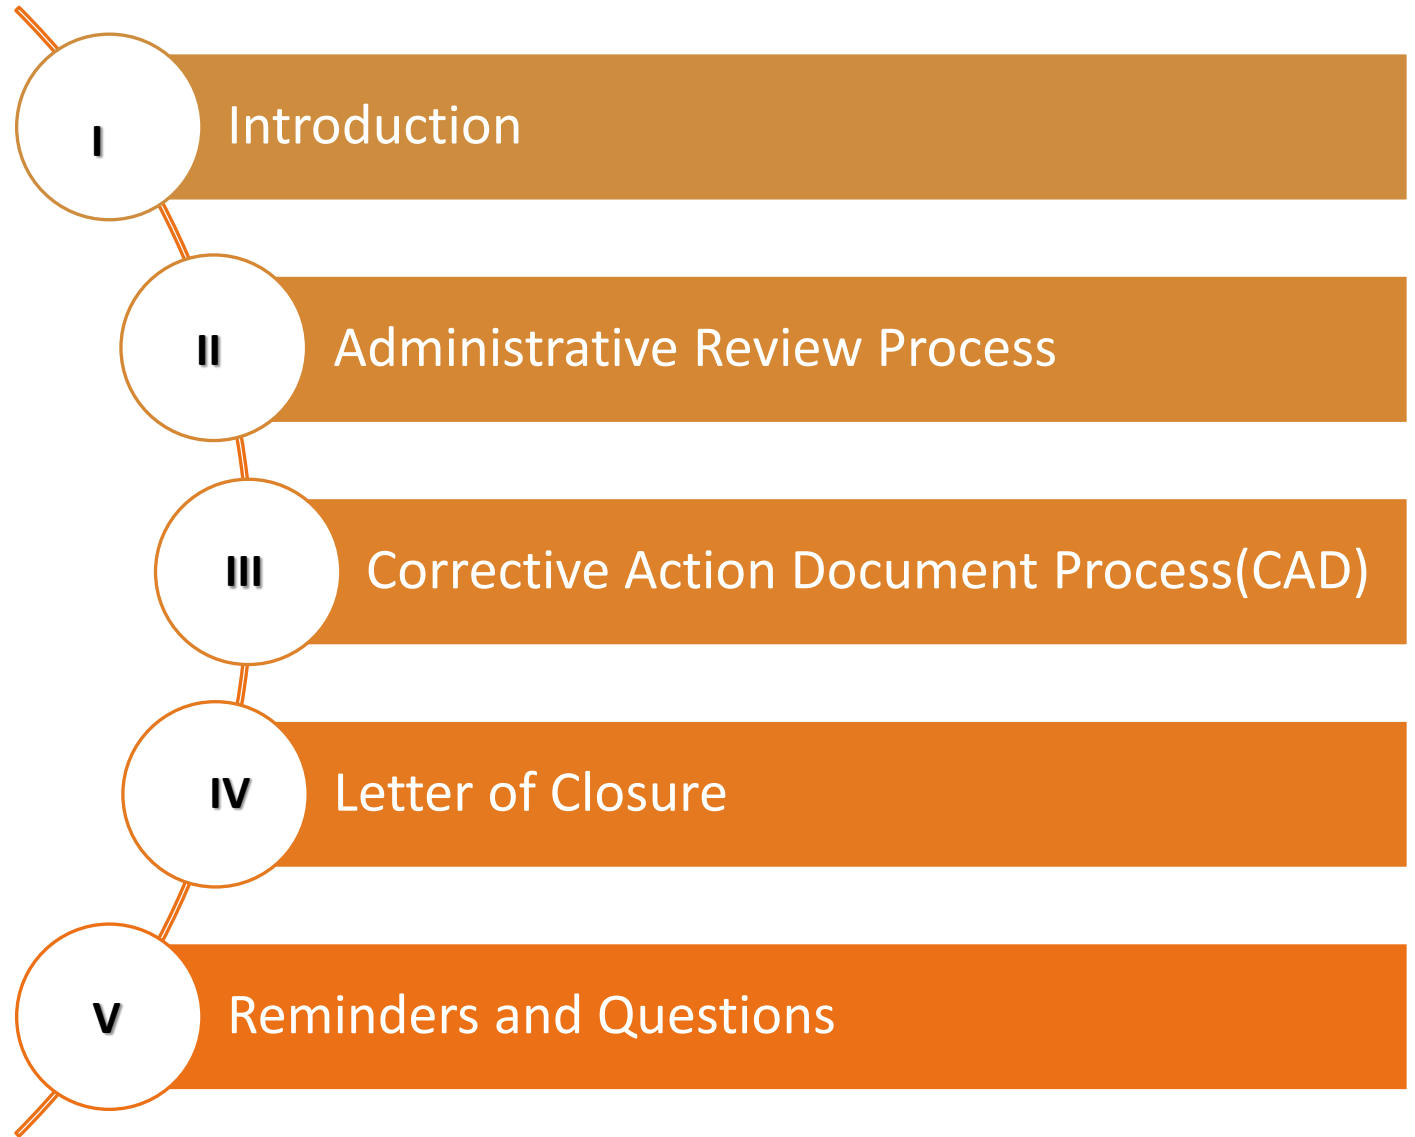 I
Introduction
II
Administrative Review Process
III
Corrective Action Document Process(CAD)
IV
Letter of Closure
V
Reminders and Questions